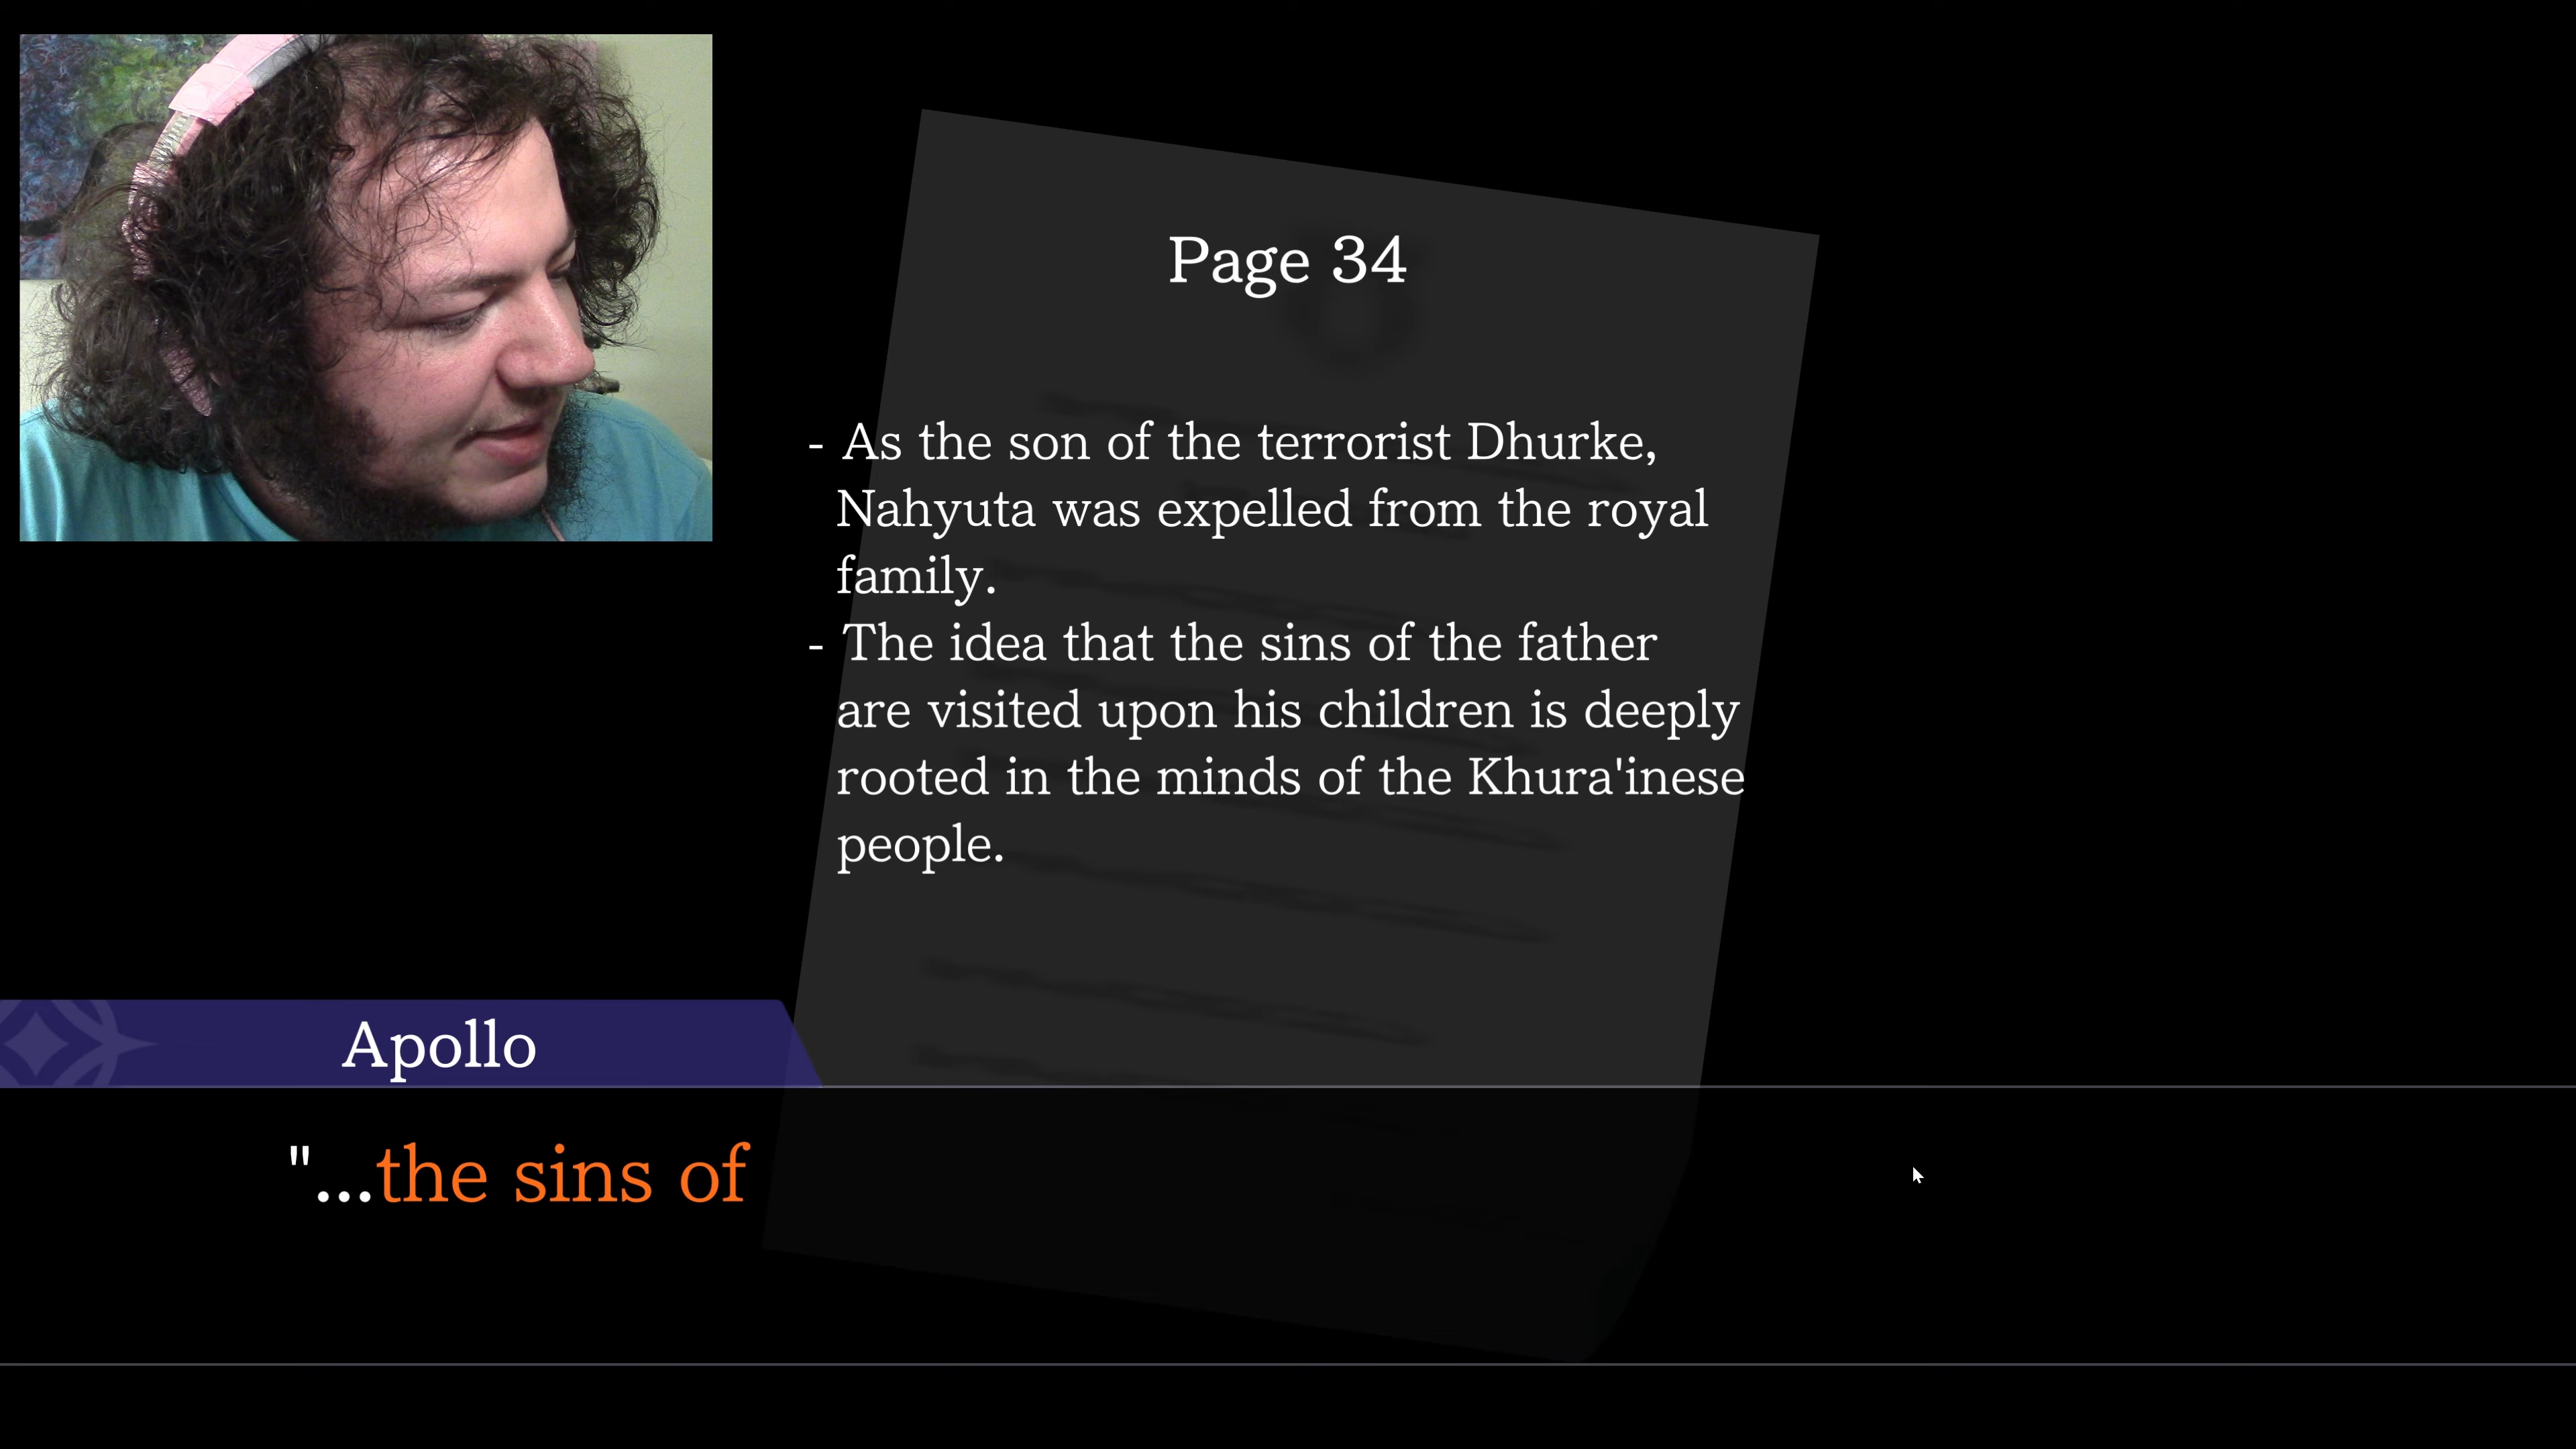 Page 34
- As the son of the terrorist Dhurke,
Nahyuta was expelled from the royal
family.
- The idea that the sins of the father
are visited upon his children is deeply
rooted in the minds of the Khura'inese
people.
Apollo
"...the sins of